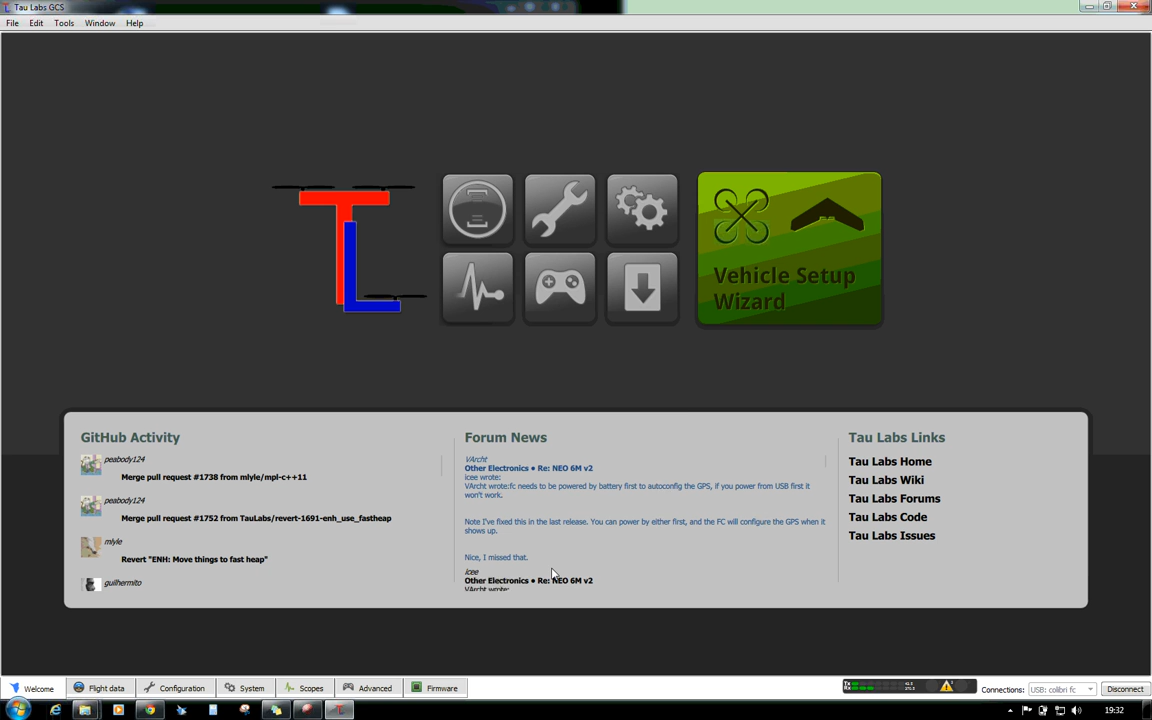 Tau Labs GCS
File Edit Tools Window Help
Vehicle Setup
Wizard
GitHub Activity
peabody124
Merge pull request #1738 from mlyle/mpl-c++11
peabody124
Merge pull request #1752 from TauLabs/revert-1691-enh_use_fastheap
mlyle
Revert "ENH: Move things to fast heap"
guilhermito
Forum News
VArcht
Other Electronics • Re: NEO 6M v2
icee wrote:
VArcht wrote:fc needs to be powered by battery first to autoconfig the GPS, if you power from USB first it
won't work.
Note I've fixed this in the last release. You can power by either first, and the FC will configure the GPS when it
shows up.
Nice, I missed that.
icee
Other Electronics • Re: NEO 6M v2
VArcht wrote:
Tau Labs Links
Tau Labs Home
Tau Labs Wiki
Tau Labs Forums
Tau Labs Code
Tau Labs Issues
Welcome Flight data Configuration System Scopes Advanced Firmware
Connections: USB: colibri fc Disconnect
19:32